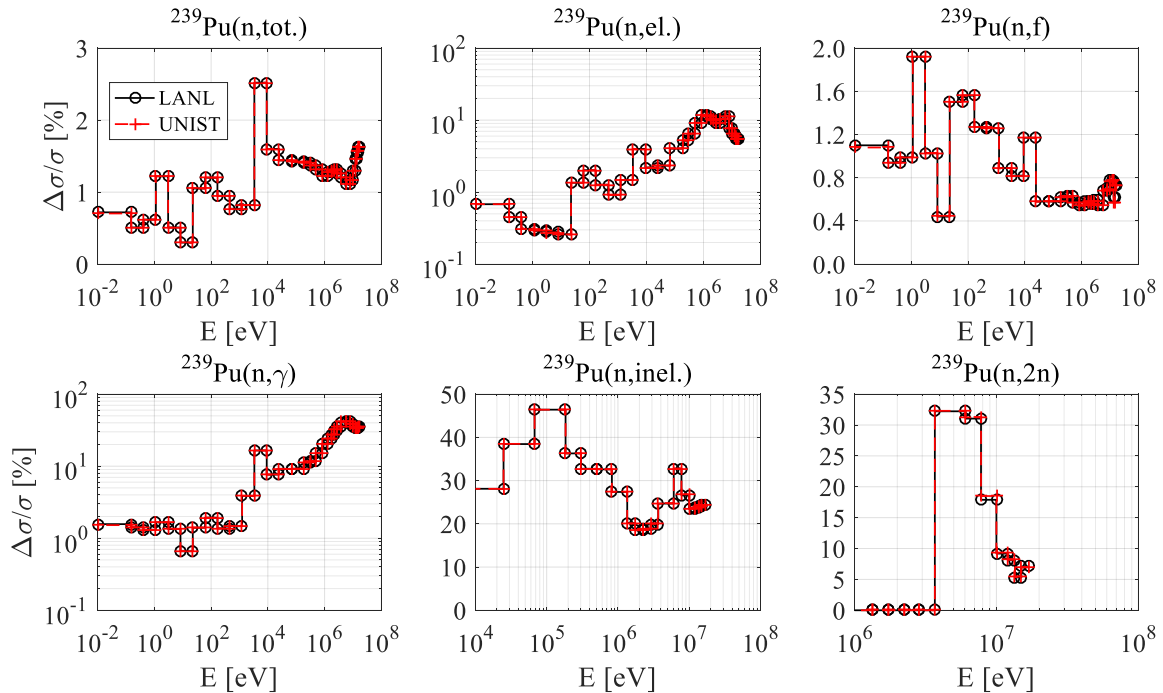 ²³⁹Pu(n,tot.)
3
2
1
0
Δσ/σ [%]
LANL
UNIST
10⁻² 10⁰ 10² 10⁴ 10⁶ 10⁸
E [eV]
²³⁹Pu(n,el.)
10²
10¹
10⁰
10⁻¹
10⁻² 10⁰ 10² 10⁴ 10⁶ 10⁸
E [eV]
²³⁹Pu(n,f)
2.0
1.6
1.2
0.8
0.4
0.0
10⁻² 10⁰ 10² 10⁴ 10⁶ 10⁸
E [eV]
²³⁹Pu(n,γ)
10²
10¹
10⁰
10⁻¹
Δσ/σ [%]
10⁻² 10⁰ 10² 10⁴ 10⁶ 10⁸
E [eV]
²³⁹Pu(n,inel.)
50
40
30
20
10
0
10⁴ 10⁵ 10⁶ 10⁷ 10⁸
E [eV]
²³⁹Pu(n,2n)
35
30
25
20
15
10
5
0
10⁶ 10⁷ 10⁸
E [eV]